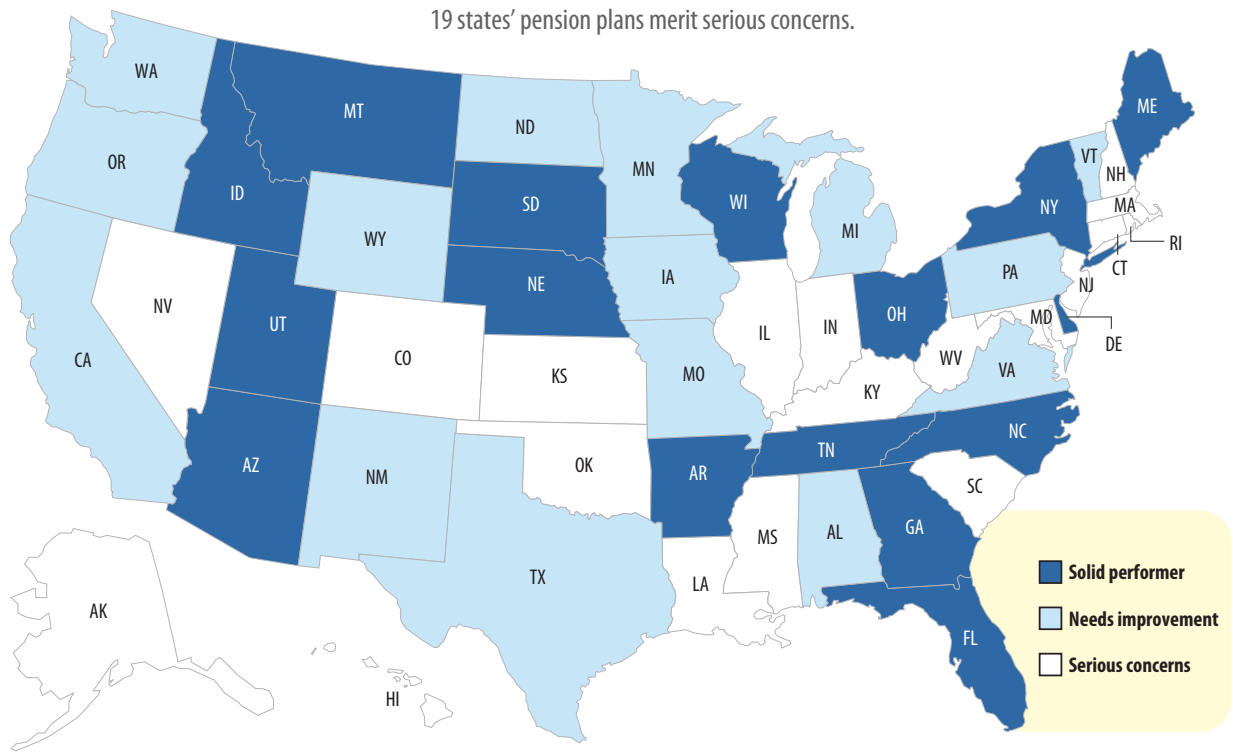 19 states’ pension plans merit serious concerns.
WA
MT
ND
ME
OR
MN
VT
NH
ID
SD
WI
NY
MA
WY
MI
RI
CT
IA
PA
NE
NJ
NV
OH
UT
IL
IN
MD
DE
CA
CO
WV
KS
MO
VA
KY
NC
TN
AZ
OK
NM
AR
SC
MS
AL
GA
TX
LA
Solid performer
AK
Needs improvement
FL
Serious concerns
HI